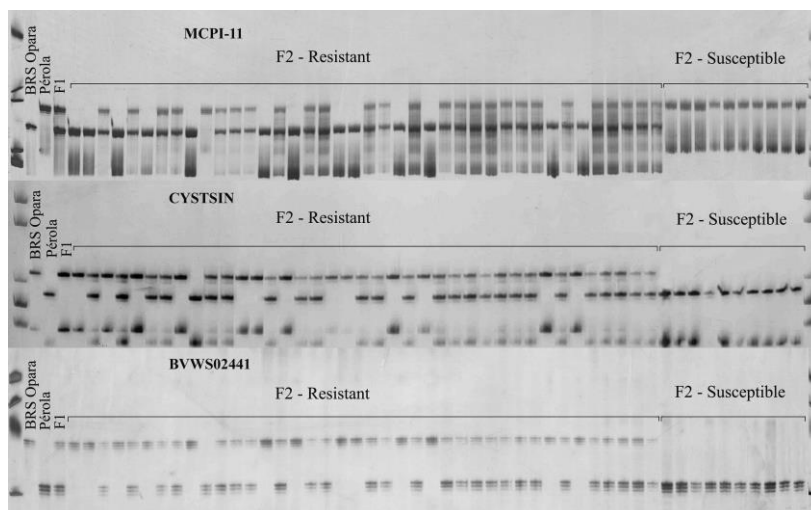 MCPI-11
BRS Opara
Pérola
F1
F2 - Resistant
F2 - Susceptible
CYSTSIN
BRS Opara
Pérola
F1
F2 - Resistant
F2 - Susceptible
BVWS02441
BRS Opara
Pérola
F1
F2 - Resistant
F2 - Susceptible